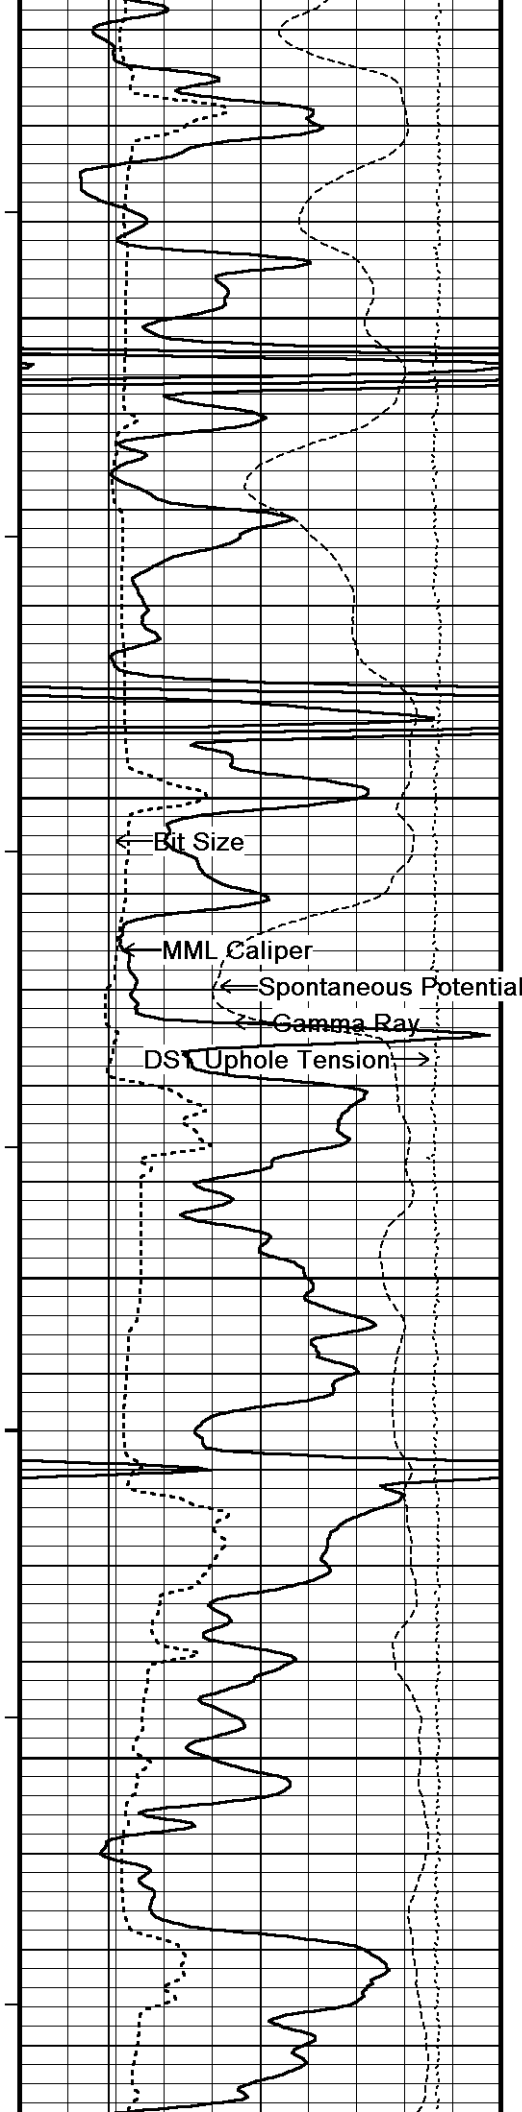 Bit Size
MML Caliper
Spontaneous Potential
Gamma Ray
DST Uphole Tension